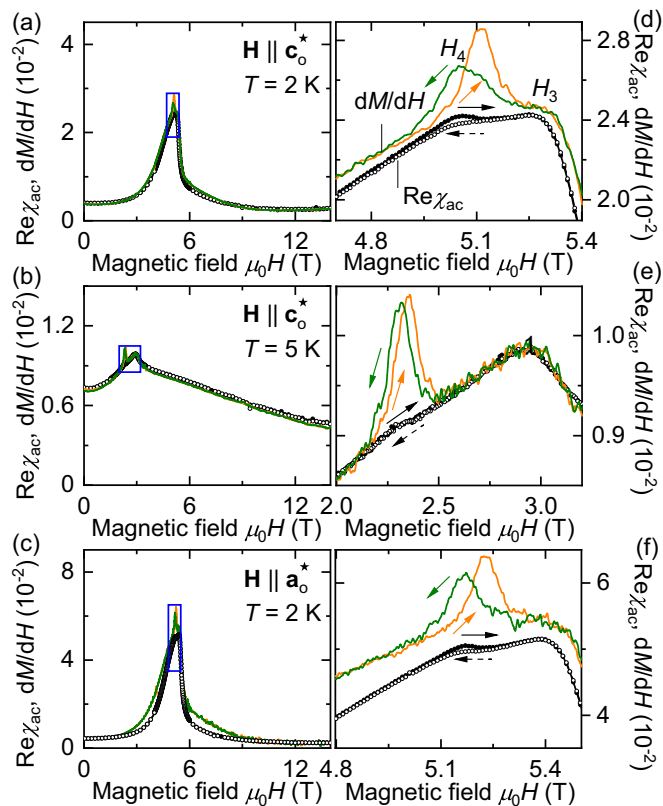 (a)
H || c*o
T = 2 K
4
2
0
0 6 12
Reχac, dM/dH (10⁻²)
Magnetic field μ0H (T)
(d)
H4
H3
dM/dH
Reχac
2.8
2.4
2.0
4.8 5.1 5.4
Reχac, dM/dH (10⁻²)
Magnetic field μ0H (T)
(b)
H || c*o
T = 5 K
1.2
0.6
0
0 6 12
Reχac, dM/dH (10⁻²)
Magnetic field μ0H (T)
(e)
1.0
0.9
2.0 2.5 3.0
Reχac, dM/dH (10⁻²)
Magnetic field μ0H (T)
(c)
H || a*o
T = 2 K
8
4
0
0 6 12
Reχac, dM/dH (10⁻²)
Magnetic field μ0H (T)
(f)
6
4
4.8 5.1 5.4
Reχac, dM/dH (10⁻²)
Magnetic field μ0H (T)